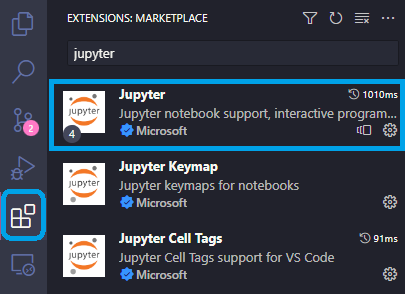 EXTENSIONS: MARKETPLACE
jupyter
Jupyter 1010ms
Jupyter notebook support, interactive program...
Microsoft
jupyter
4
Jupyter Keymap
Jupyter keymaps for notebooks
Microsoft
jupyter
2
Jupyter Cell Tags 91ms
Jupyter Cell Tags support for VS Code
Microsoft
jupyter